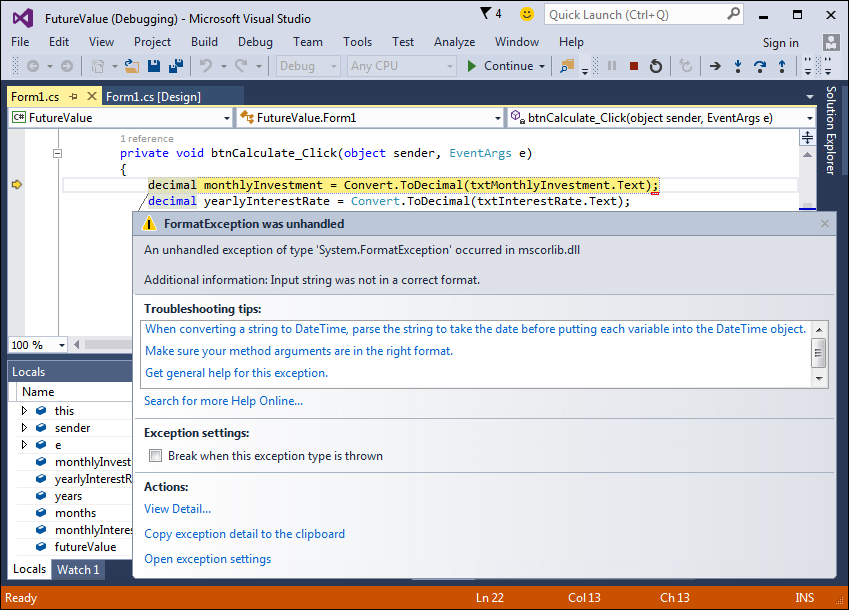 FutureValue (Debugging) - Microsoft Visual Studio
4
Quick Launch (Ctrl+Q)
File Edit View Project Build Debug Team Tools Test Analyze Window Help
Sign in
Debug Any CPU Continue
Form1.cs Form1.cs [Design]
C# FutureValue FutureValue.Form1 btnCalculate_Click(object sender, EventArgs e)
Solution Explorer
1 reference
private void btnCalculate_Click(object sender, EventArgs e)
{
decimal monthlyInvestment = Convert.ToDecimal(txtMonthlyInvestment.Text);
decimal yearlyInterestRate = Convert.ToDecimal(txtInterestRate.Text);
FormatException was unhandled
An unhandled exception of type 'System.FormatException' occurred in mscorlib.dll
Additional information: Input string was not in a correct format.
Troubleshooting tips:
When converting a string to DateTime, parse the string to take the date before putting each variable into the DateTime object.
Make sure your method arguments are in the right format.
Get general help for this exception.
Search for more Help Online...
Exception settings:
Break when this exception type is thrown
Actions:
View Detail...
Copy exception detail to the clipboard
Open exception settings
100 %
Locals
Name
this
sender
e
monthlyInvest
yearlyInterestR
years
months
monthlyInteres
futureValue
Locals Watch 1
Ready Ln 22 Col 13 Ch 13 INS